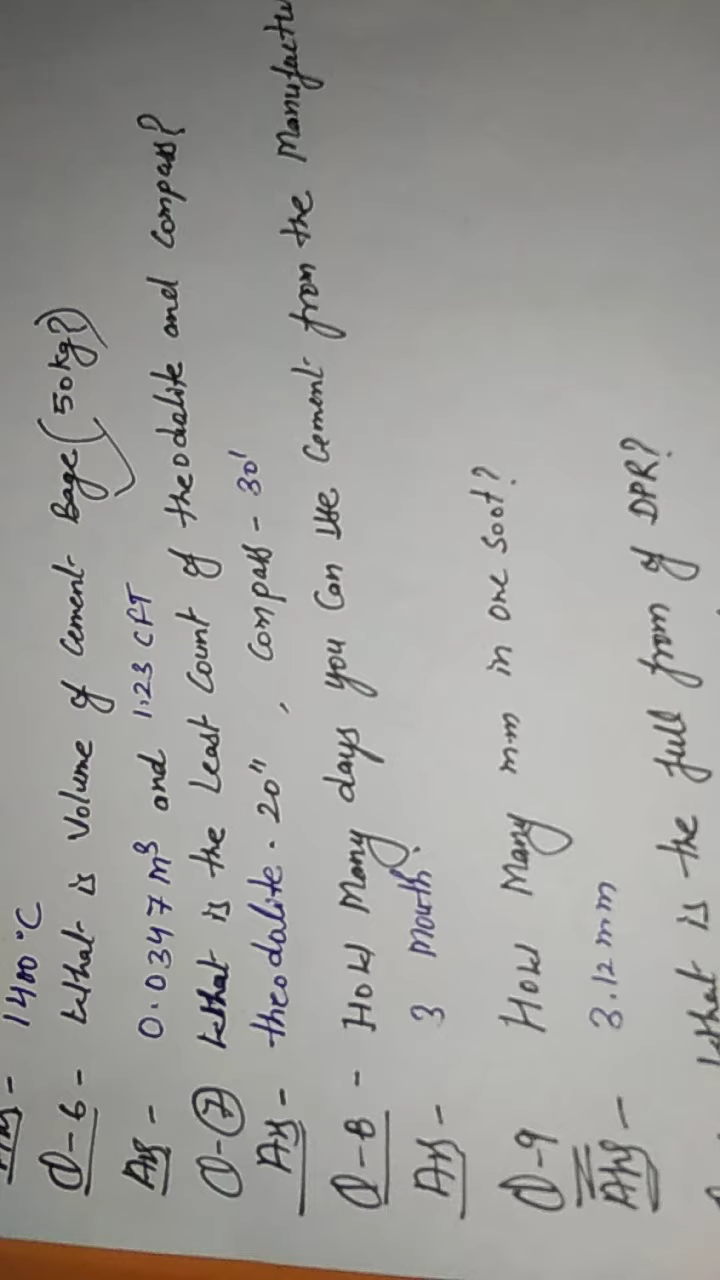 Ans - 1400°C
Q-6- What is Volume of Cement Bage (50kg?)
Ans - 0.0347 m³ and 1.23 CFT
Q-7 What is the Least Count of theodalite and Compass?
Ans - theodalite. 20", Compass - 30'
Q-8 - How Many days you Can use Cement from the Manufactu
Ans - 3 Month.
Q-9 How Many mm in one Soot?
Ans - 3.12 mm
What is the full from of DPR?